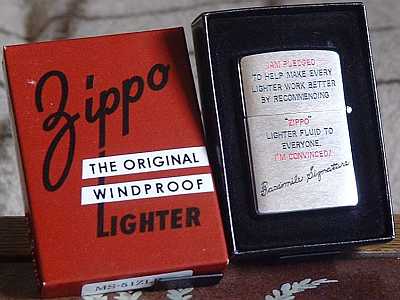 Zippo
THE ORIGINAL
WINDPROOF
LIGHTER
I AM PLEDGED
TO HELP MAKE EVERY
LIGHTER WORK BETTER
BY RECOMMENDING
"ZIPPO"
LIGHTER FLUID TO
EVERYONE.
I'M CONVINCED!
Facsimile Signature